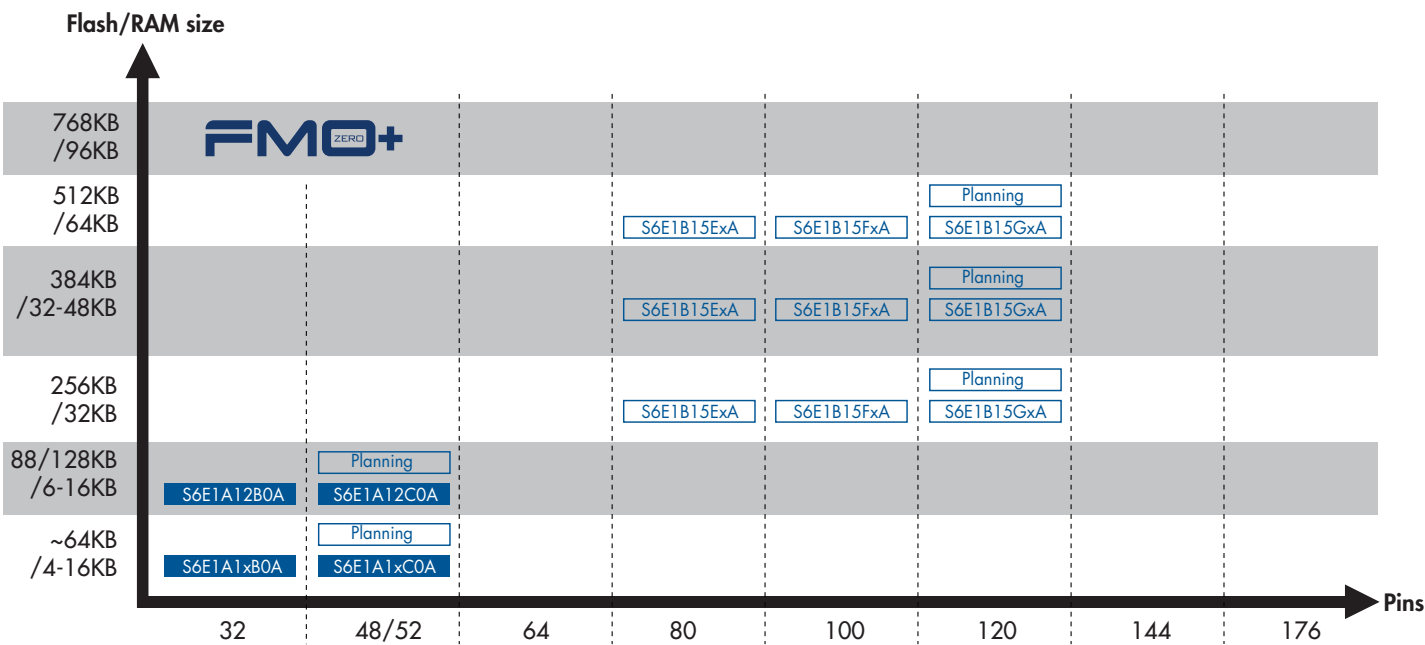 Flash/RAM size
768KB
/96KB
FM0+
ZERO
512KB
/64KB
Planning
S6E1B15ExA
S6E1B15FxA
S6E1B15GxA
384KB
/32-48KB
Planning
S6E1B15ExA
S6E1B15FxA
S6E1B15GxA
256KB
/32KB
Planning
S6E1B15ExA
S6E1B15FxA
S6E1B15GxA
88/128KB
/6-16KB
Planning
S6E1A12B0A
S6E1A12C0A
~64KB
/4-16KB
Planning
S6E1A1xB0A
S6E1A1xC0A
Pins
32
48/52
64
80
100
120
144
176